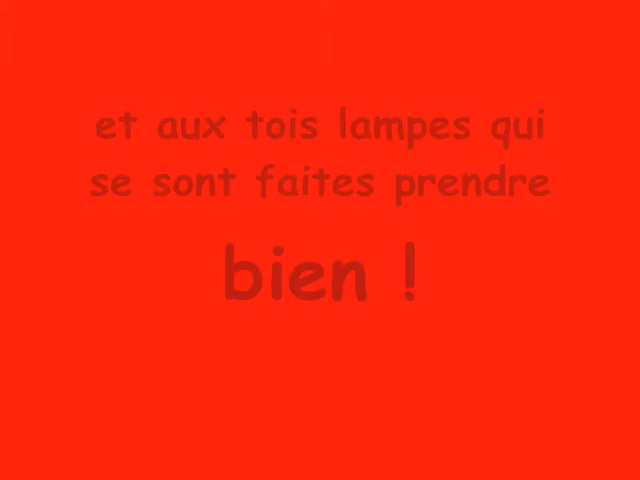 et aux tois lampes qui
se sont faites prendre
bien !